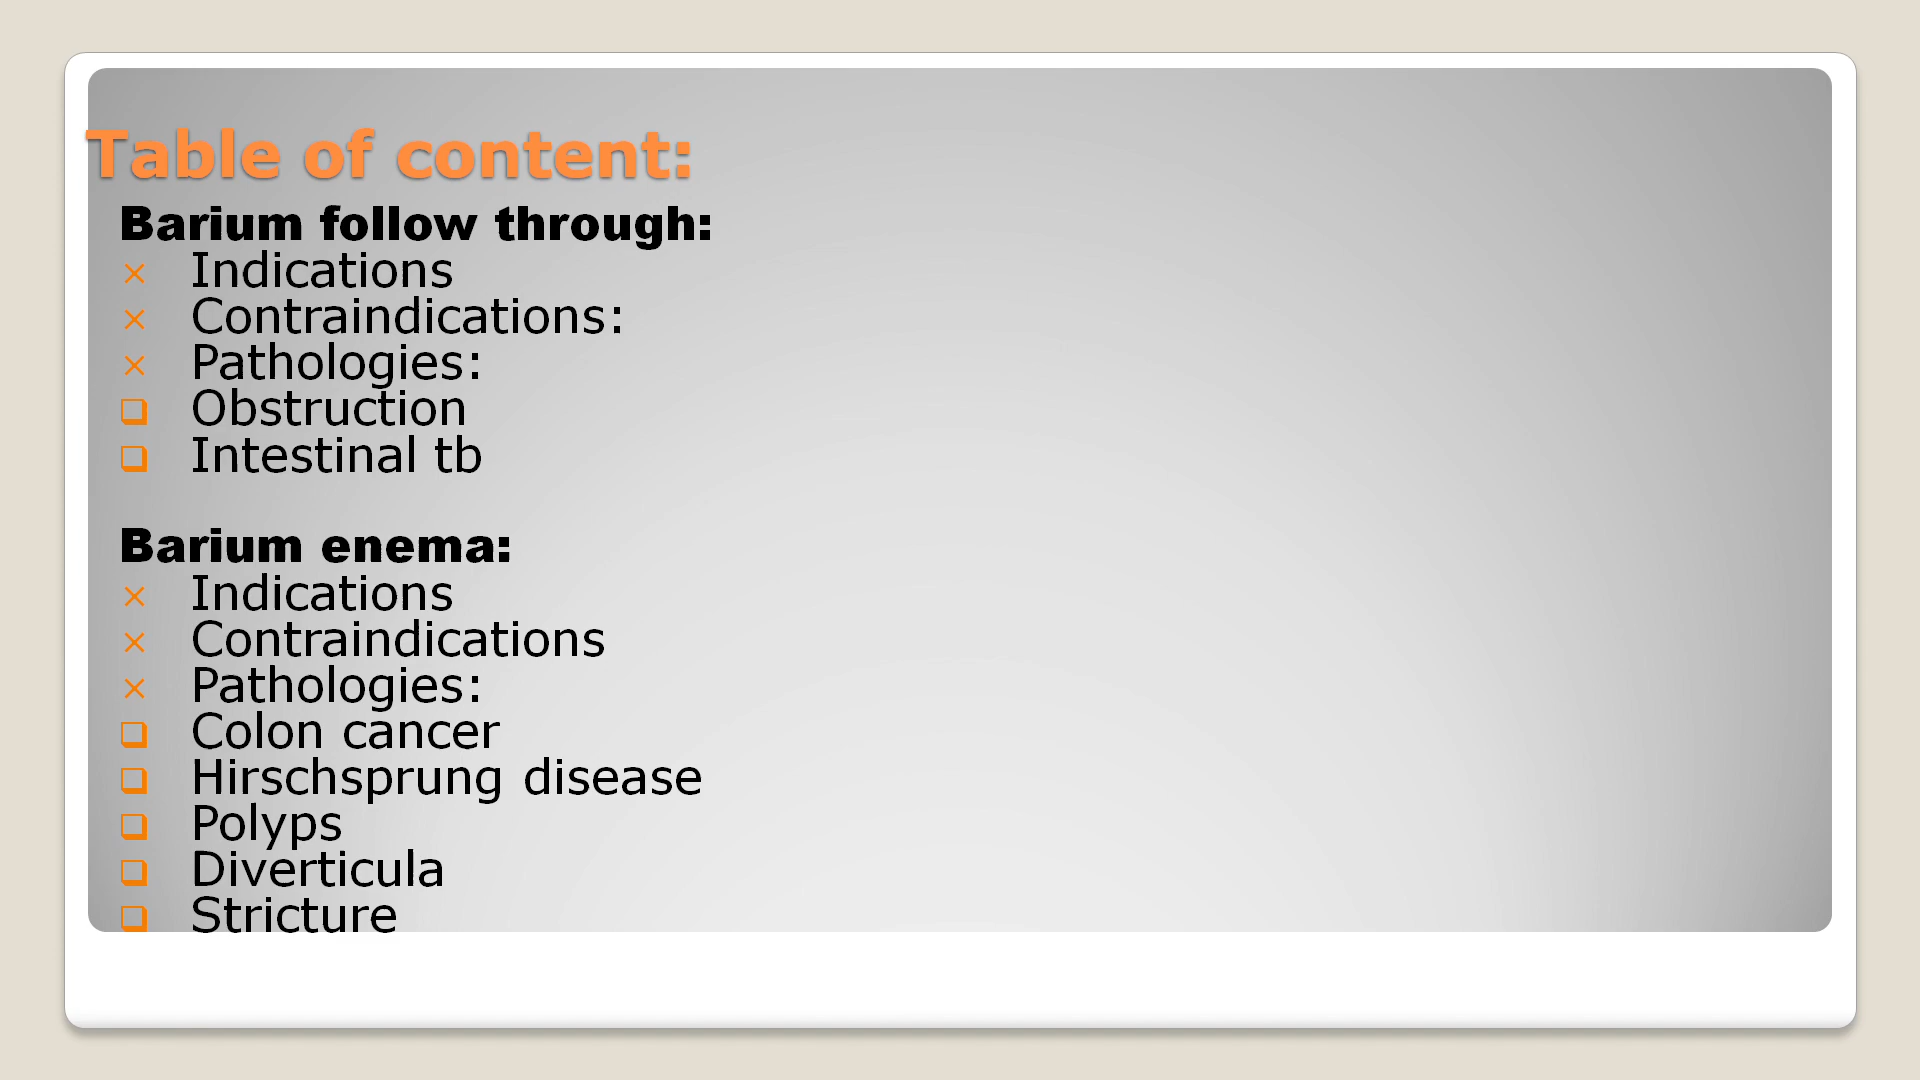 Table of content:
Barium follow through:
× Indications
× Contraindications:
× Pathologies:
❑ Obstruction
❑ Intestinal tb
Barium enema:
× Indications
× Contraindications
× Pathologies:
❑ Colon cancer
❑ Hirschsprung disease
❑ Polyps
❑ Diverticula
❑ Stricture